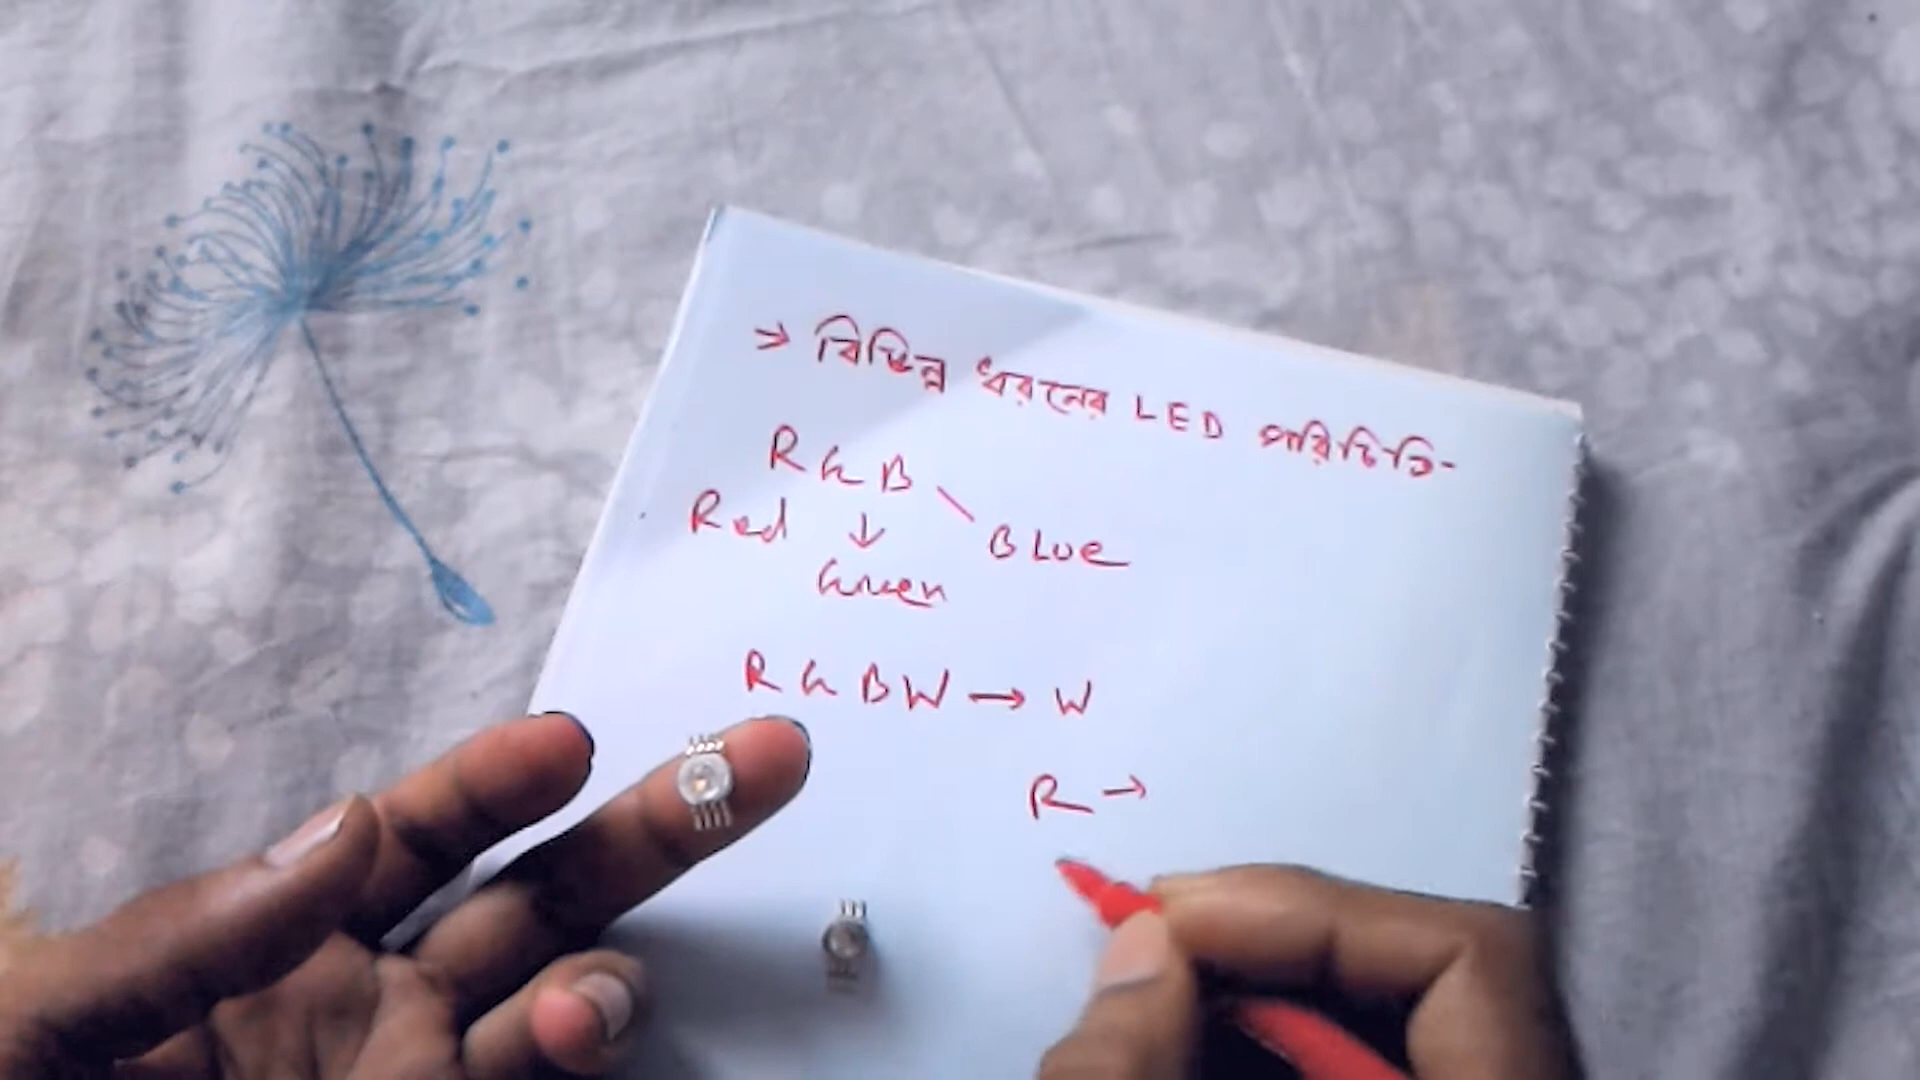 → বিভিন্ন ধরনের LED পরিচিতি-
RGB
Red ↓ \ Blue
Green
RGBW → W
R →